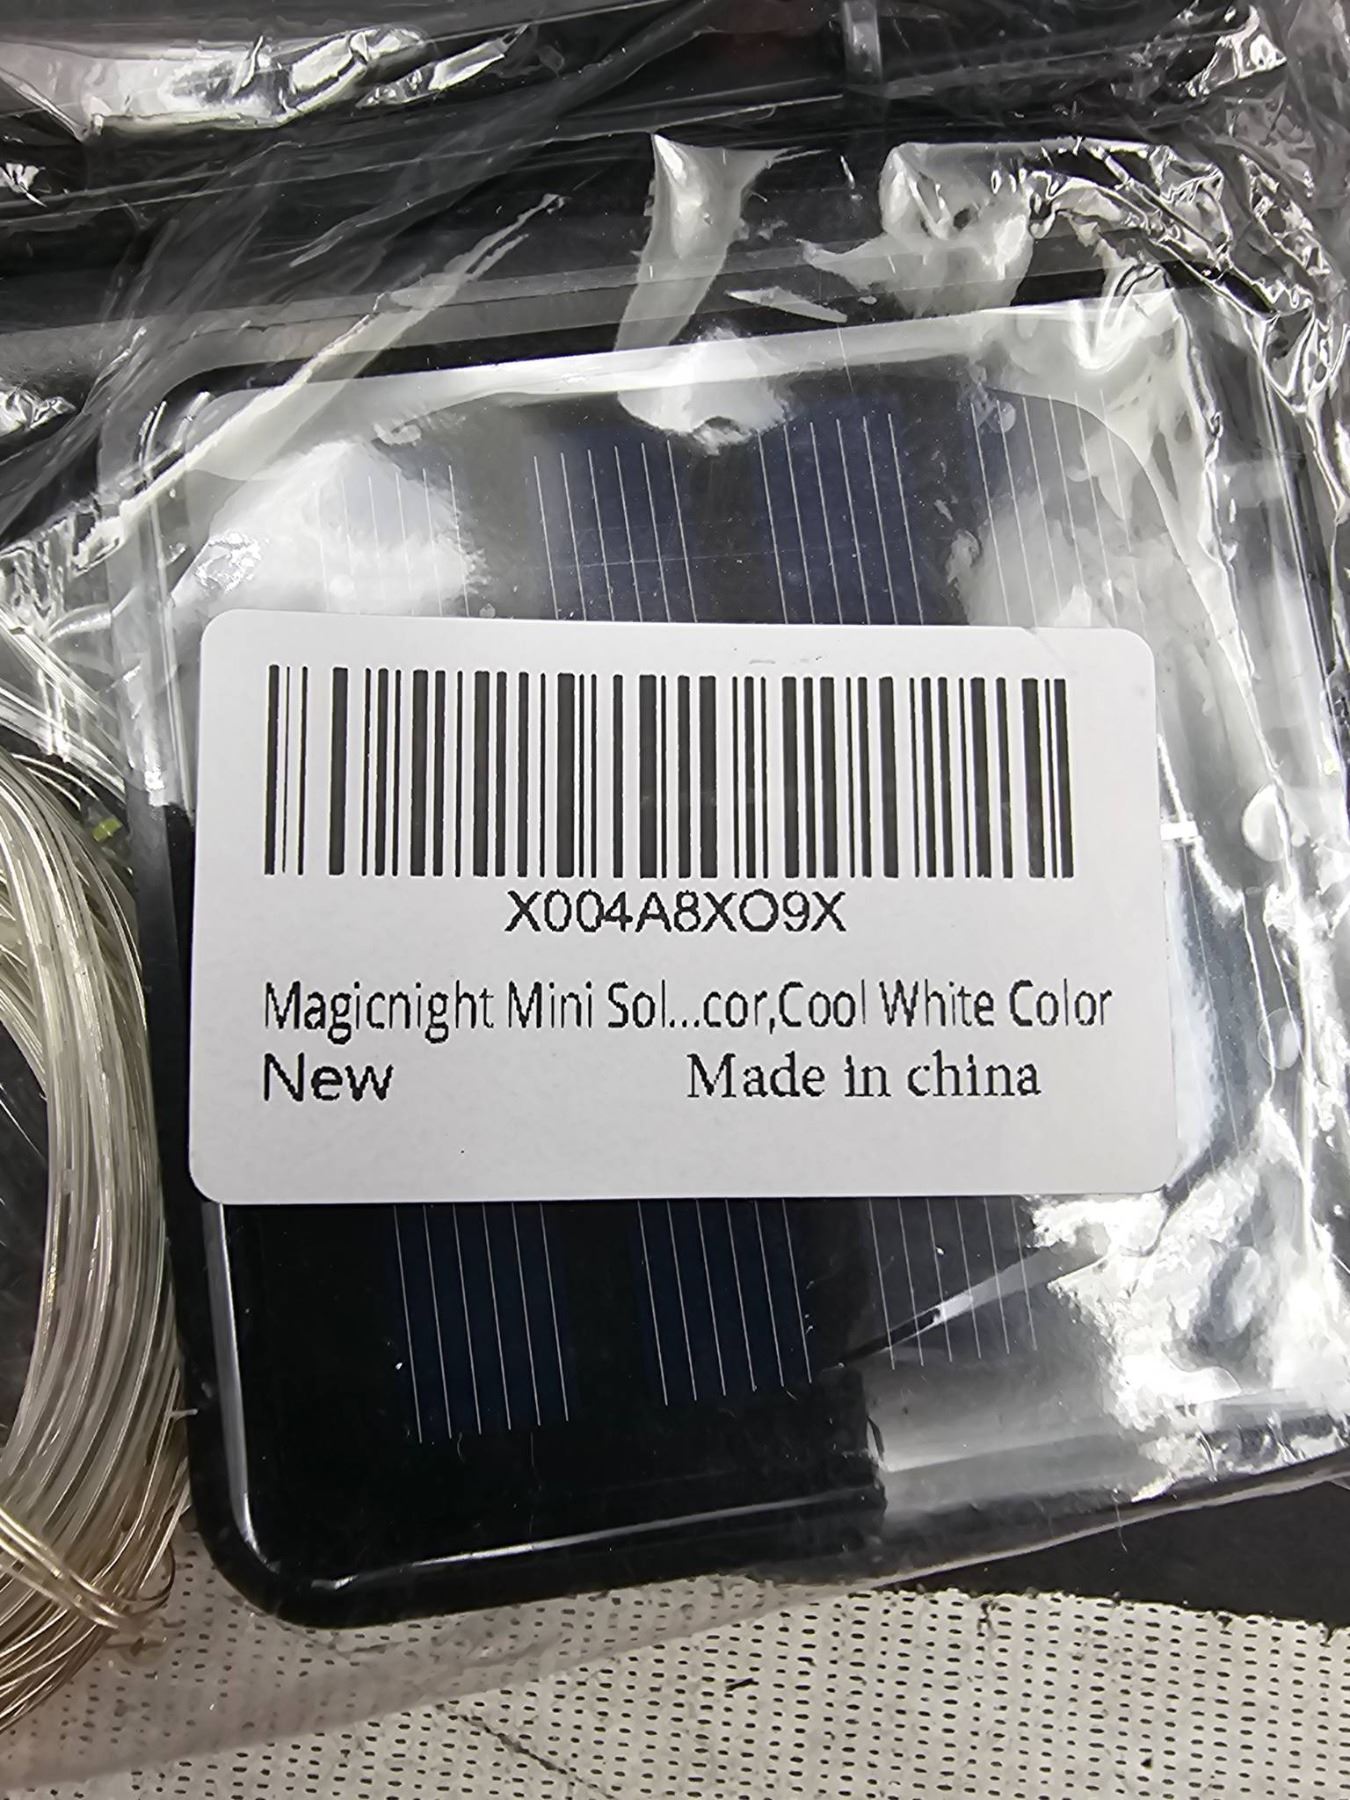 X004A8XO9X
Magicnight Mini Sol...cor,Cool White Color
New Made in china